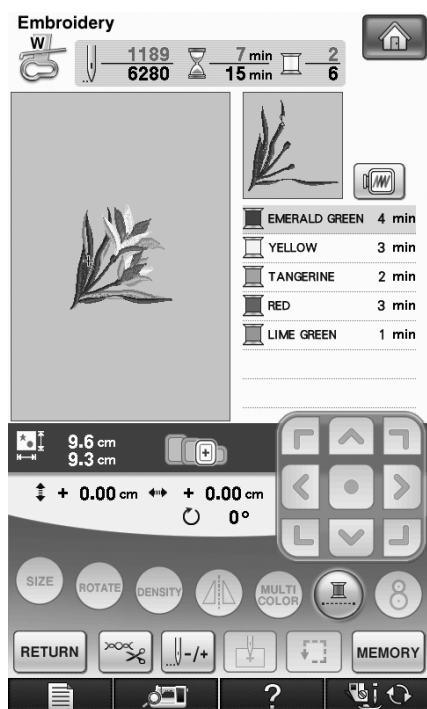 Embroidery
W
1189 7 min 2
6280 15 min 6
EMERALD GREEN 4 min
YELLOW 3 min
TANGERINE 2 min
RED 3 min
LIME GREEN 1 min
9.6 cm
9.3 cm
+ 0.00 cm + 0.00 cm
0°
SIZE ROTATE DENSITY MULTI COLOR 8
RETURN -/+ MEMORY
?